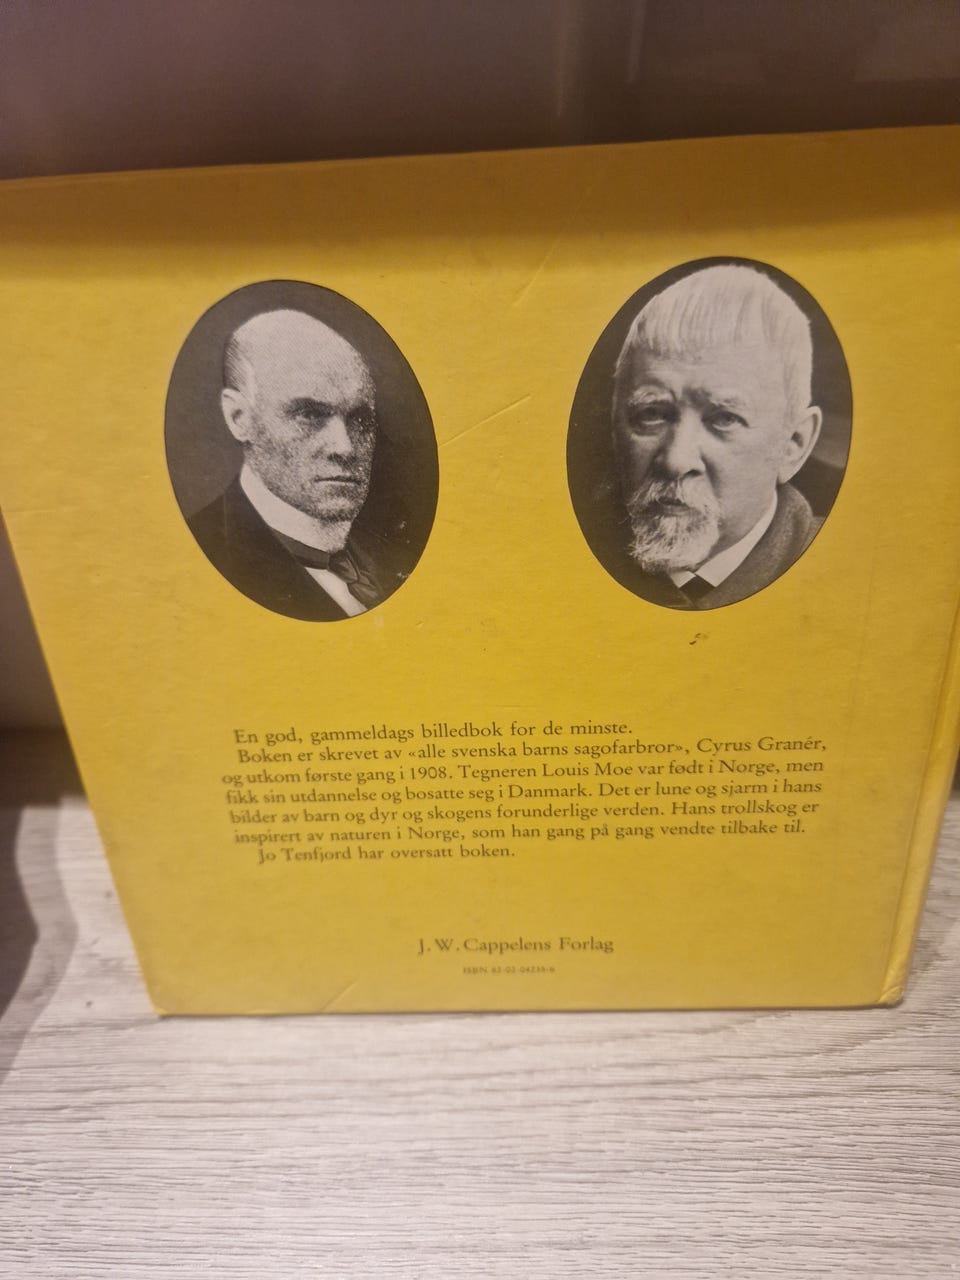 En god, gammeldags billedbok for de minste.
Boken er skrevet av «alle svenska barns sagofarbror», Cyrus Granér,
og utkom første gang i 1908. Tegneren Louis Moe var født i Norge, men
fikk sin utdannelse og bosatte seg i Danmark. Det er lune og sjarm i hans
bilder av barn og dyr og skogens forunderlige verden. Hans trollskog er
inspirert av naturen i Norge, som han gang på gang vendte tilbake til.
Jo Tenfjord har oversatt boken.
J. W. Cappelens Forlag
ISBN